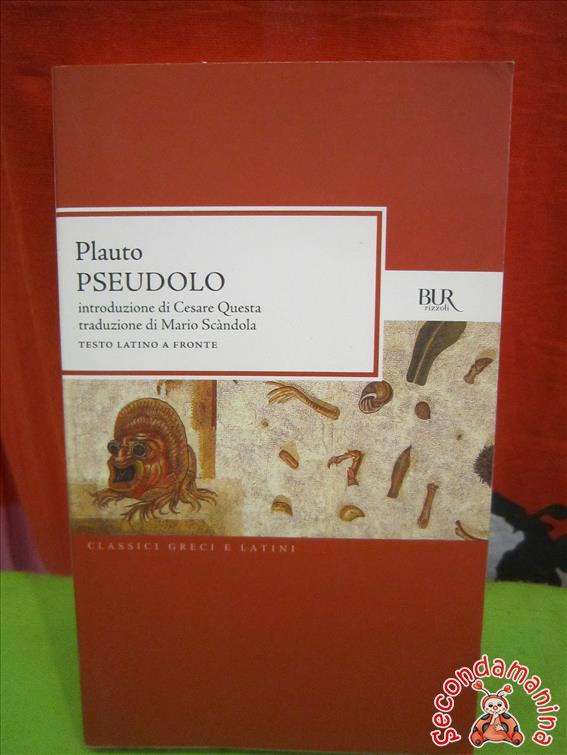 Plauto
PSEUDOLO
introduzione di Cesare Questa
traduzione di Mario Scàndola
TESTO LATINO A FRONTE
BUR
rizzoli
CLASSICI GRECI E LATINI
Secondamanina